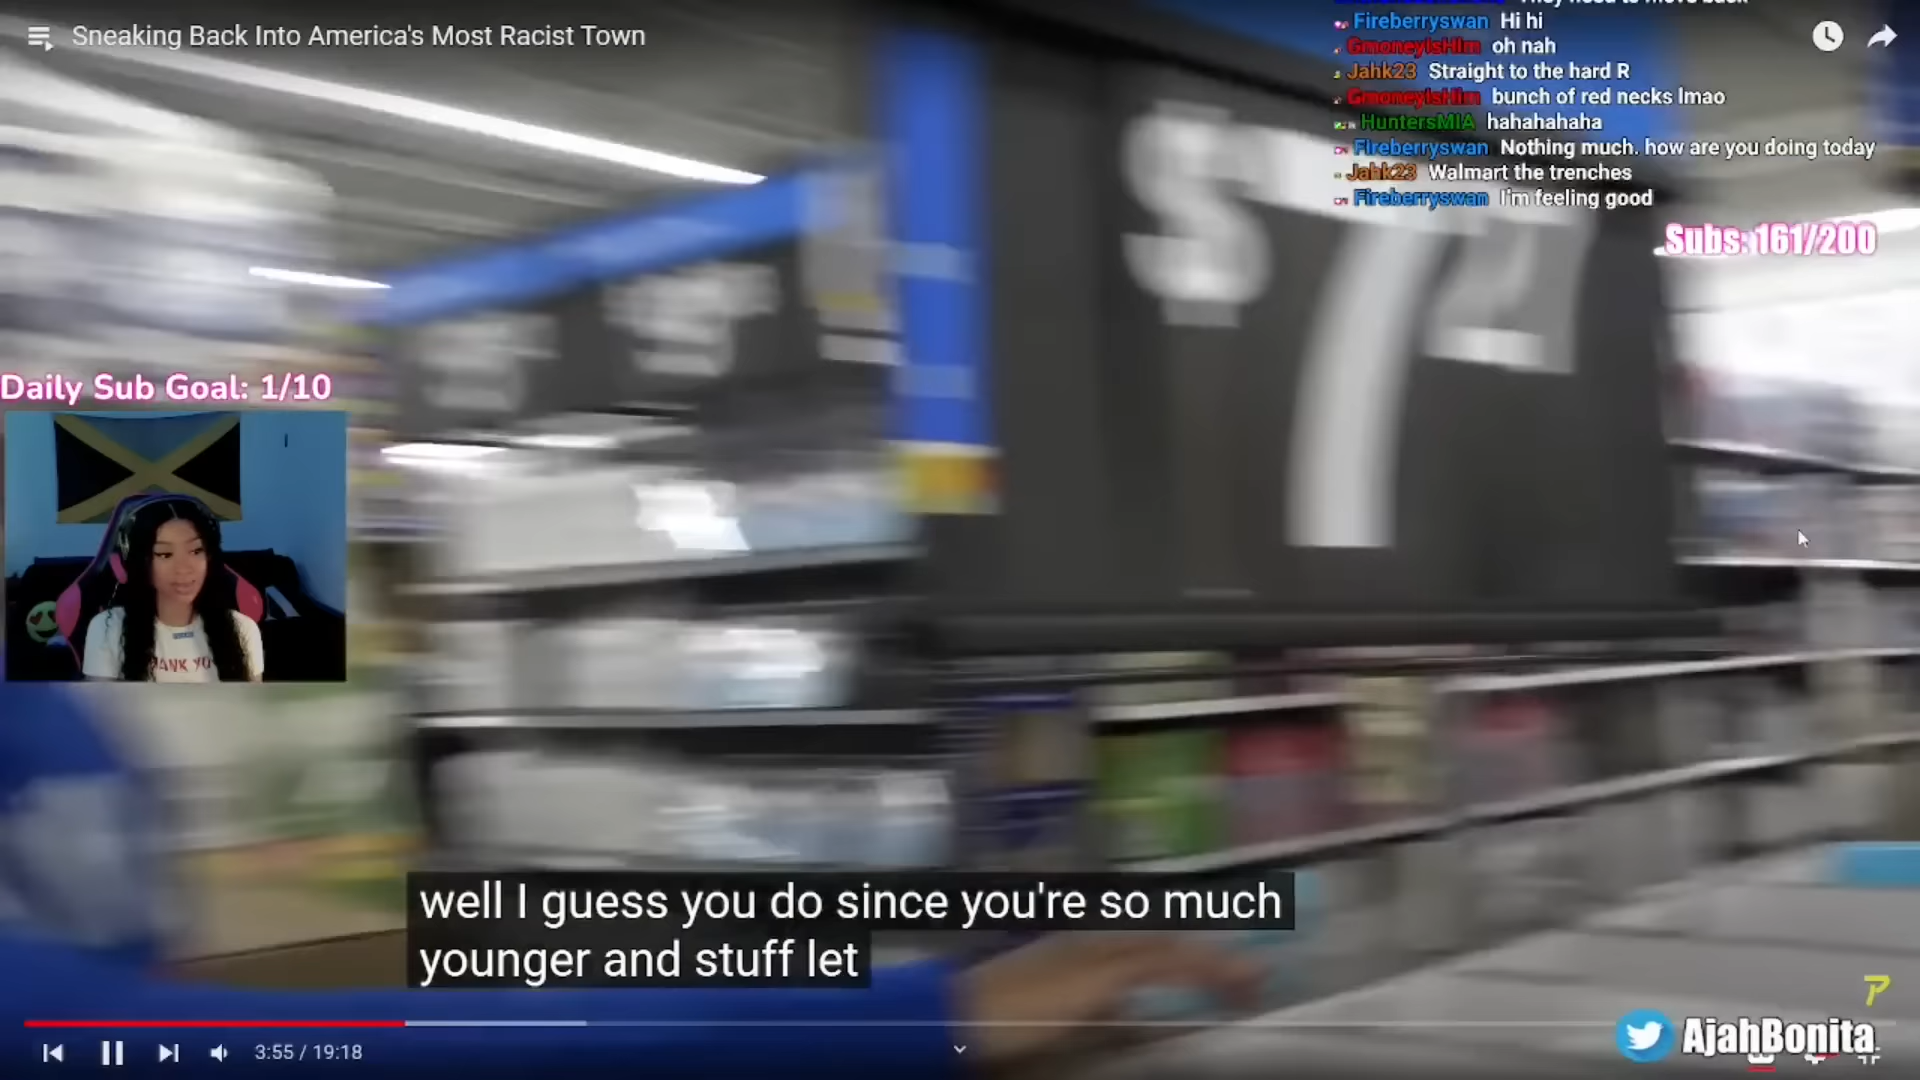 Sneaking Back Into America's Most Racist Town
Fireberryswan Hi hi
GmoneyIsHim oh nah
Jahk23 Straight to the hard R
GmoneyIsHim bunch of red necks lmao
HuntersMIA hahahahaha
Fireberryswan Nothing much. how are you doing today
Jahk23 Walmart the trenches
Fireberryswan I'm feeling good
Subs: 161/200
$72
Daily Sub Goal: 1/10
ANK YO
well I guess you do since you're so much
younger and stuff let
3:55 / 19:18
AjahBonita